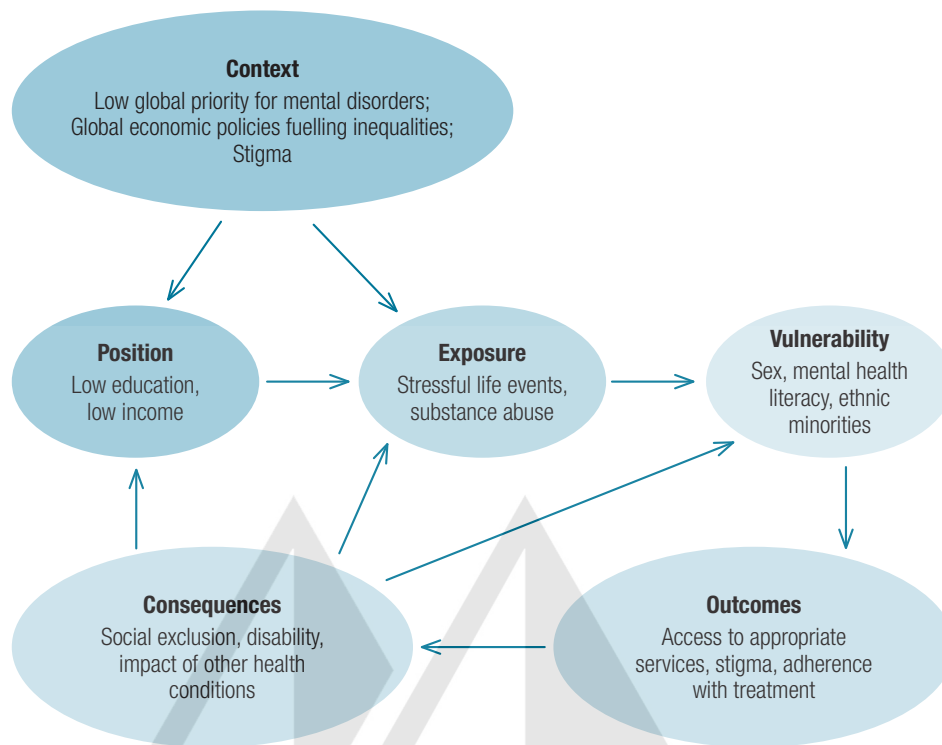 Context
Low global priority for mental disorders;
Global economic policies fuelling inequalities;
Stigma
Position
Low education,
low income
Exposure
Stressful life events,
substance abuse
Vulnerability
Sex, mental health
literacy, ethnic
minorities
Consequences
Social exclusion, disability,
impact of other health
conditions
Outcomes
Access to appropriate
services, stigma, adherence
with treatment